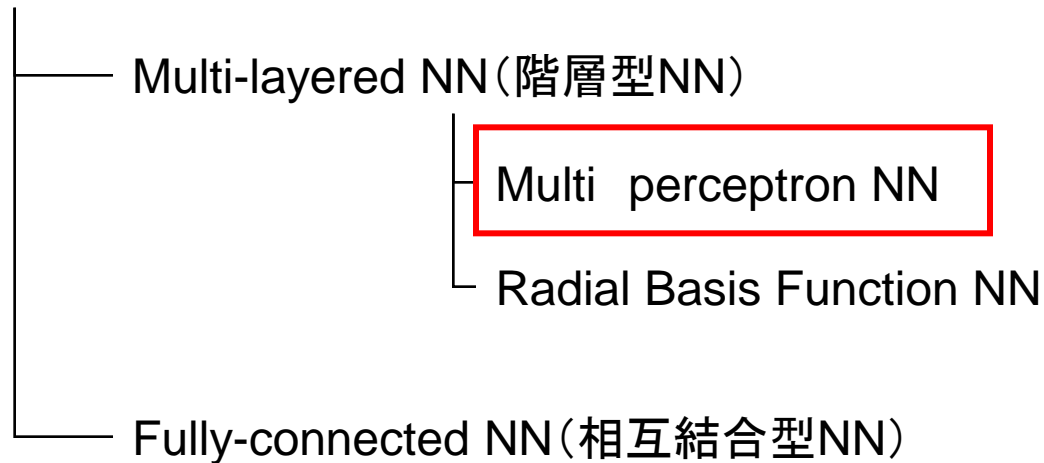 Multi-layered NN（階層型NN）
Multi　perceptron NN
Radial Basis Function NN
Fully-connected NN（相互結合型NN）